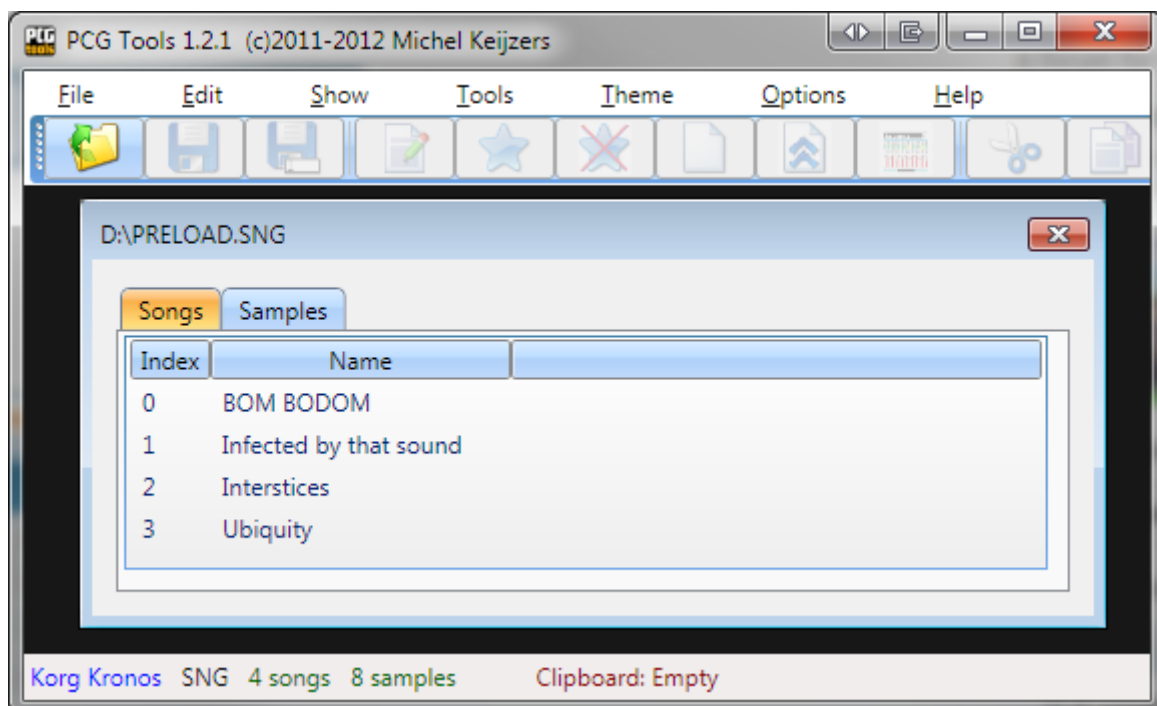 PCG Tools 1.2.1 (c)2011-2012 Michel Keijzers
File Edit Show Tools Theme Options Help
D:\PRELOAD.SNG
Songs Samples
Index Name
0 BOM BODOM
1 Infected by that sound
2 Interstices
3 Ubiquity
Korg Kronos SNG 4 songs 8 samples Clipboard: Empty